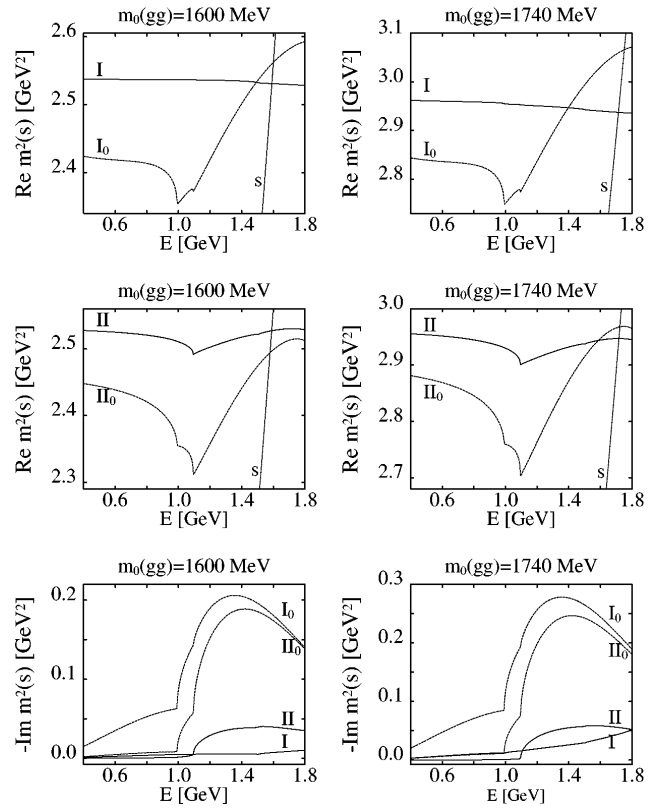 m₀(gg)=1600 MeV
m₀(gg)=1740 MeV
Re m²(s) [GeV²]
2.6
2.5
2.4
I
I₀
s
0.6
1.0
1.4
1.8
E [GeV]
Re m²(s) [GeV²]
3.1
3.0
2.9
2.8
I
I₀
s
0.6
1.0
1.4
1.8
E [GeV]
m₀(gg)=1600 MeV
m₀(gg)=1740 MeV
Re m²(s) [GeV²]
2.5
2.4
2.3
II
II₀
s
0.6
1.0
1.4
1.8
E [GeV]
Re m²(s) [GeV²]
3.0
2.9
2.8
2.7
II
II₀
s
0.6
1.0
1.4
1.8
E [GeV]
m₀(gg)=1600 MeV
m₀(gg)=1740 MeV
-Im m²(s) [GeV²]
0.2
0.1
0.0
I₀
II₀
II
I
0.6
1.0
1.4
1.8
E [GeV]
-Im m²(s) [GeV²]
0.3
0.2
0.1
0.0
I₀
II₀
II
I
0.6
1.0
1.4
1.8
E [GeV]